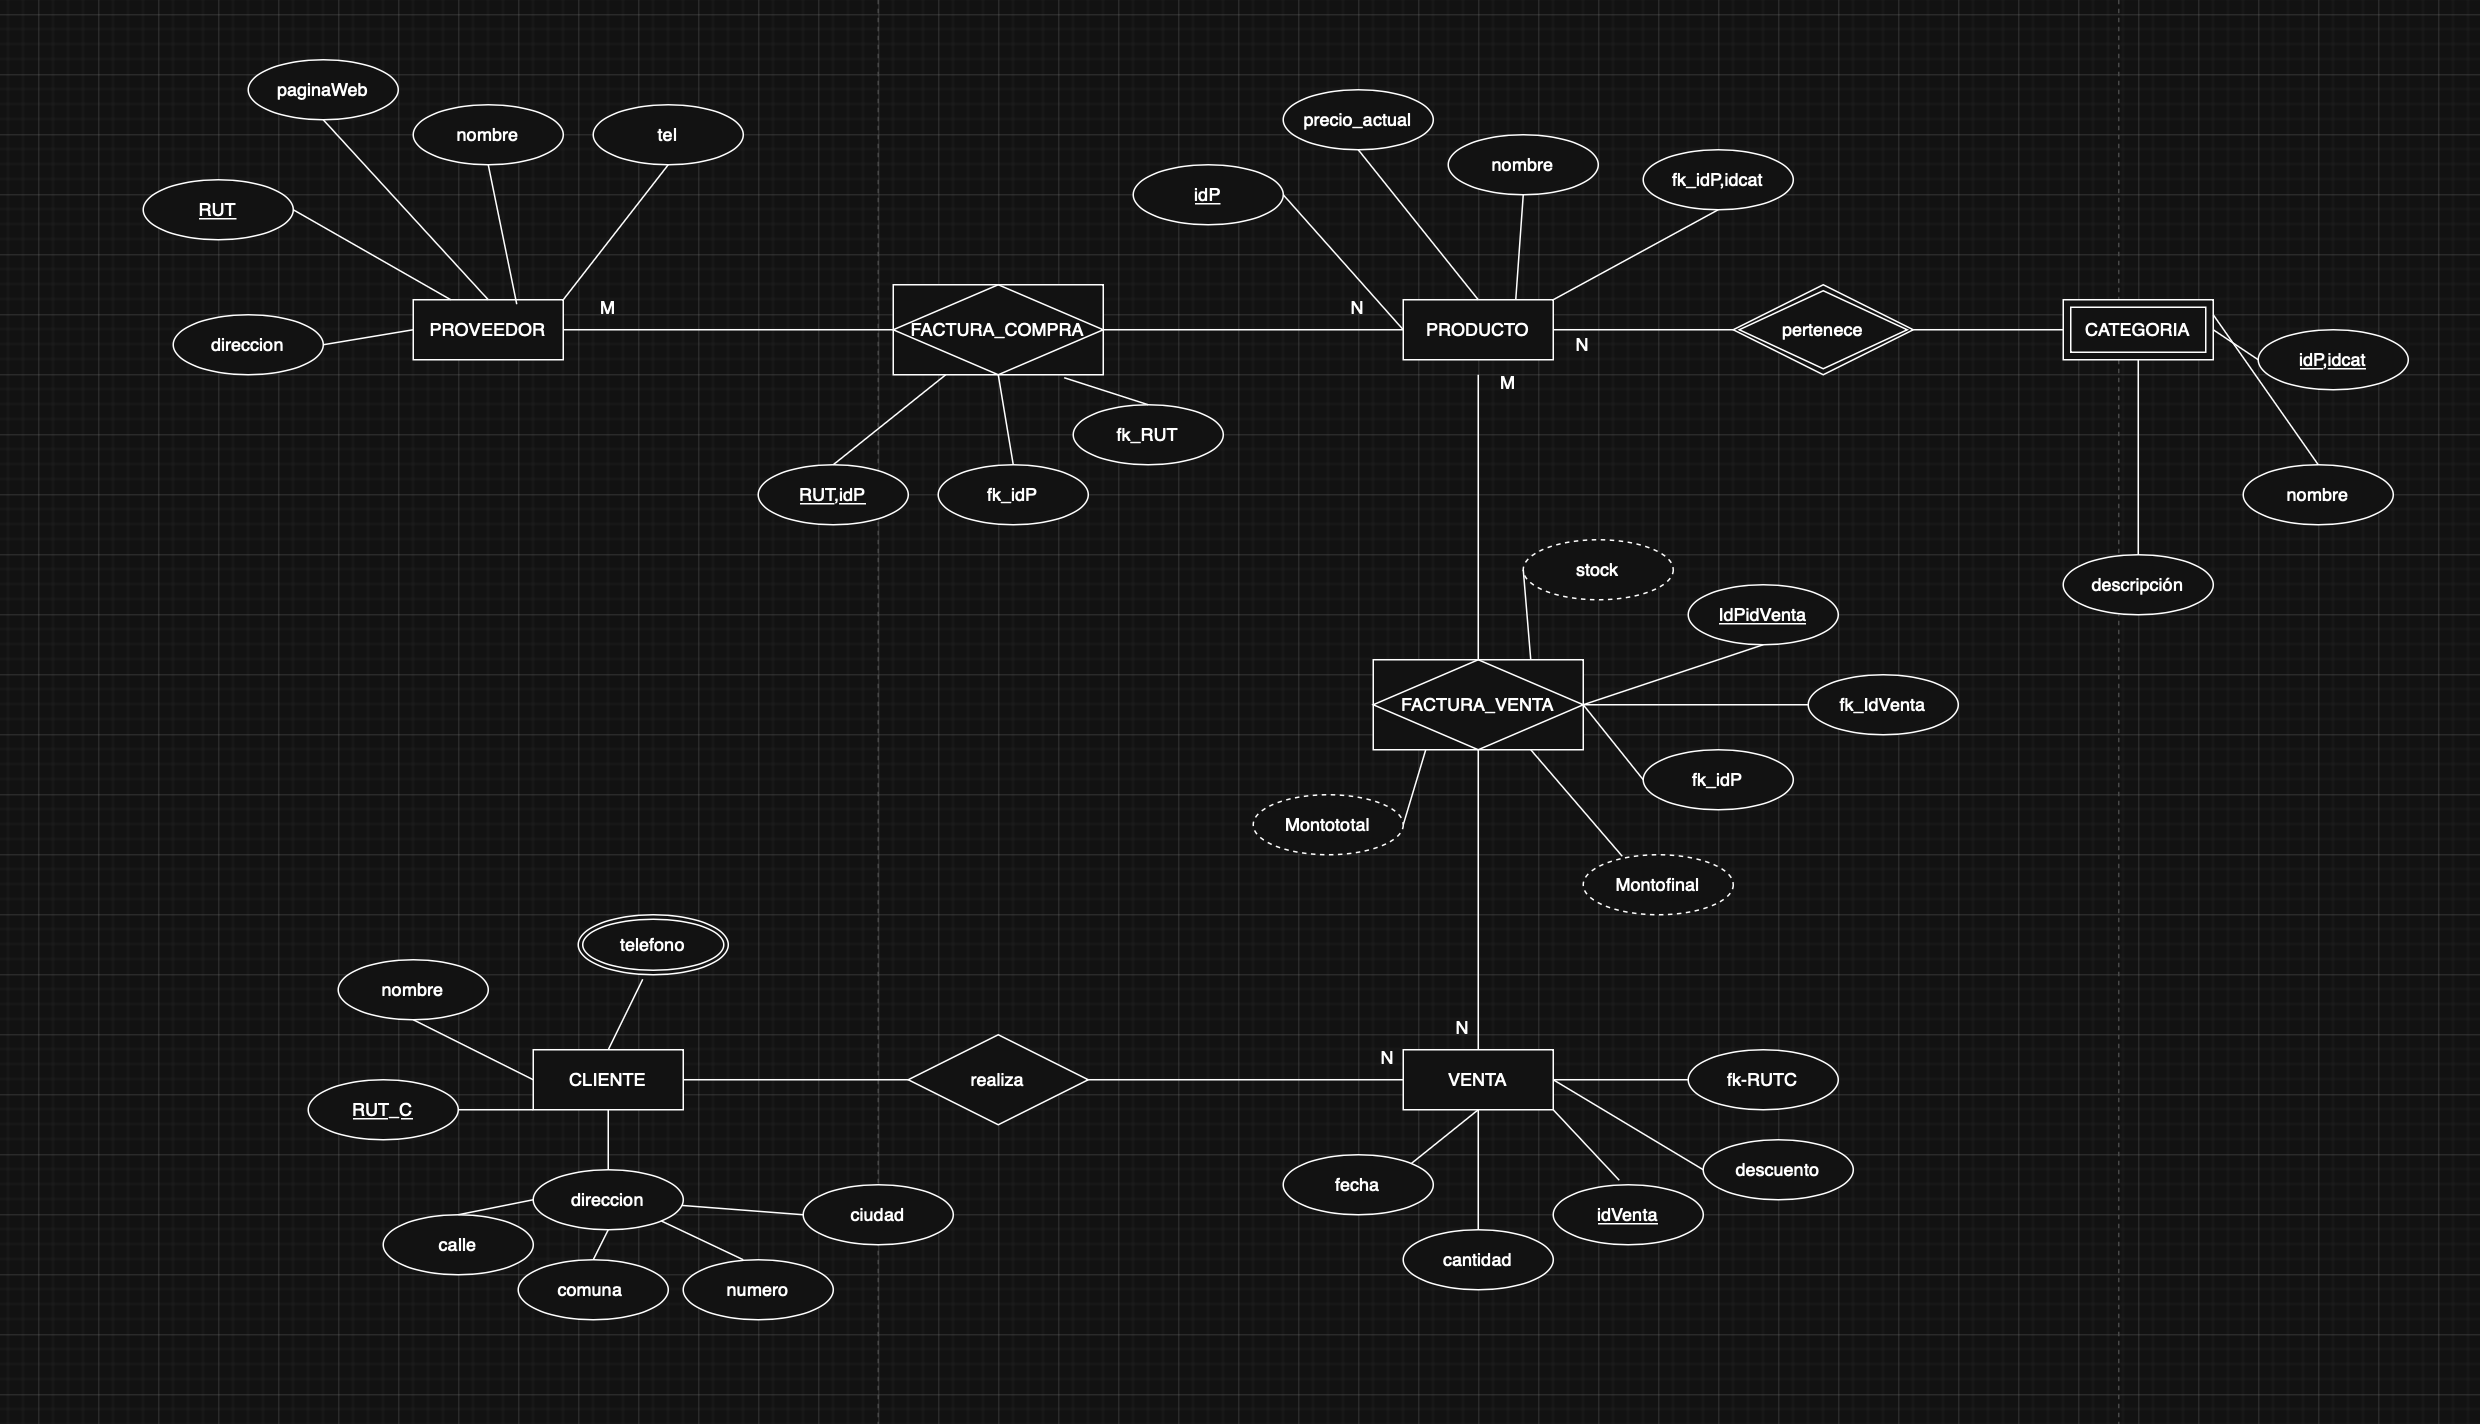 paginaWeb
nombre
tel
RUT
direccion
PROVEEDOR
M
FACTURA_COMPRA
RUT,idP
fk_idP
fk_RUT
N
precio_actual
nombre
fk_idP,idcat
idP
PRODUCTO
N
M
pertenece
CATEGORIA
idP,idcat
nombre
descripción
stock
IdPidVenta
FACTURA_VENTA
fk_IdVenta
fk_idP
Montototal
Montofinal
telefono
nombre
CLIENTE
RUT_C
direccion
calle
comuna
numero
ciudad
realiza
N
N
VENTA
fk-RUTC
descuento
fecha
idVenta
cantidad